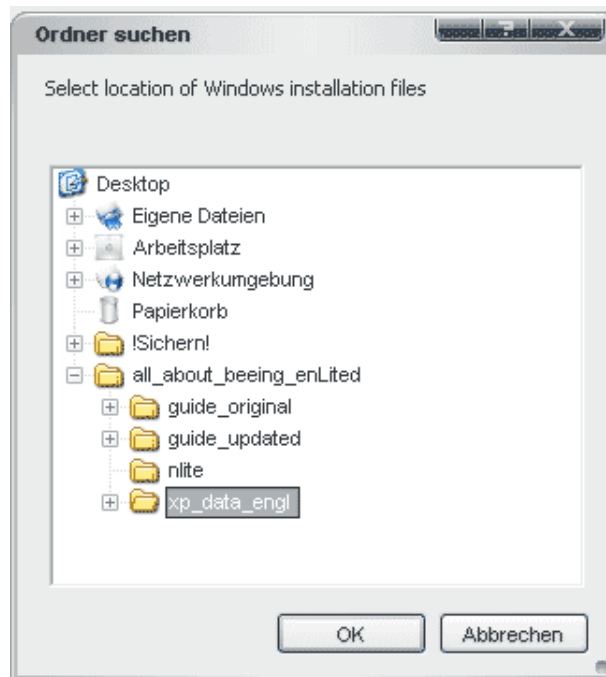 Ordner suchen
Select location of Windows installation files
Desktop
Eigene Dateien
Arbeitsplatz
Netzwerkumgebung
Papierkorb
!Sichern!
all_about_beeing_enLited
guide_original
guide_updated
nlite
xp_data_engl
OK
Abbrechen